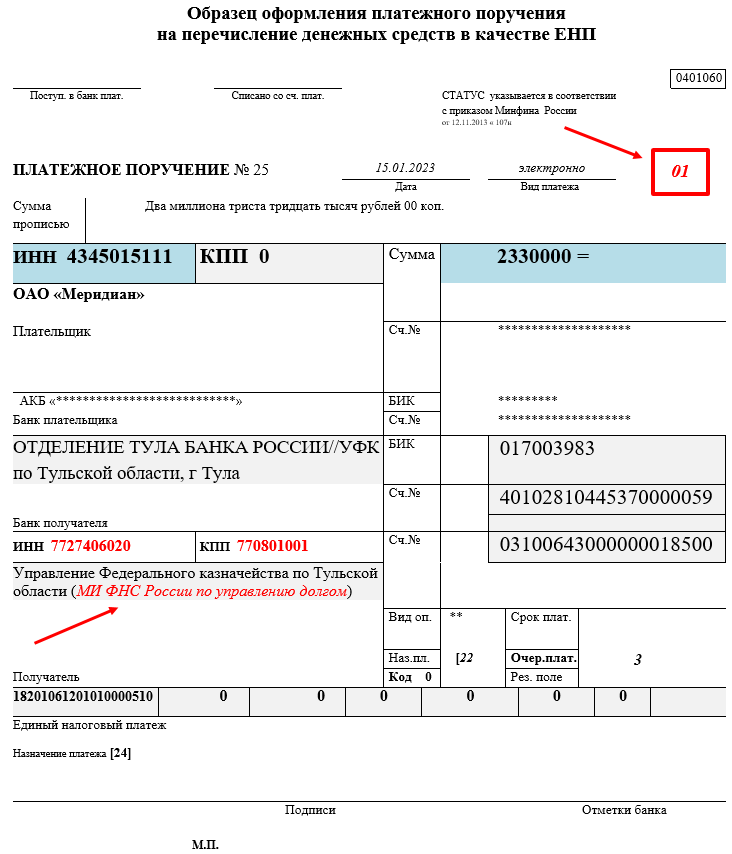 Образец оформления платежного поручения
на перечисление денежных средств в качестве ЕНП
0401060
Поступ. в банк плат.
Списано со сч. плат.
СТАТУС указывается в соответствии
с приказом Минфина России
от 12.11.2013 н 107н
ПЛАТЕЖНОЕ ПОРУЧЕНИЕ № 25
15.01.2023
электронно
01
Дата
Вид платежа
Сумма
прописью
Два миллиона триста тридцать тысяч рублей 00 коп.
ИНН 4345015111
КПП 0
Сумма
2330000 =
ОАО «Меридиан»
Плательщик
Сч.№
********************
АКБ «***************************»
БИК
*********
Банк плательщика
Сч.№
********************
ОТДЕЛЕНИЕ ТУЛА БАНКА РОССИИ//УФК
по Тульской области, г Тула
БИК
017003983
Сч.№
40102810445370000059
Банк получателя
ИНН 7727406020
КПП 770801001
Сч.№
03100643000000018500
Управление Федерального казначейства по Тульской
области (МИ ФНС России по управлению долгом)
Вид оп.
**
Срок плат.
Наз.пл.
[22
Очер.плат.
3
Получатель
Код 0
Рез. поле
18201061201010000510
0
0
0
0
0
0
Единый налоговый платеж
Назначение платежа [24]
Подписи
Отметки банка
М.П.